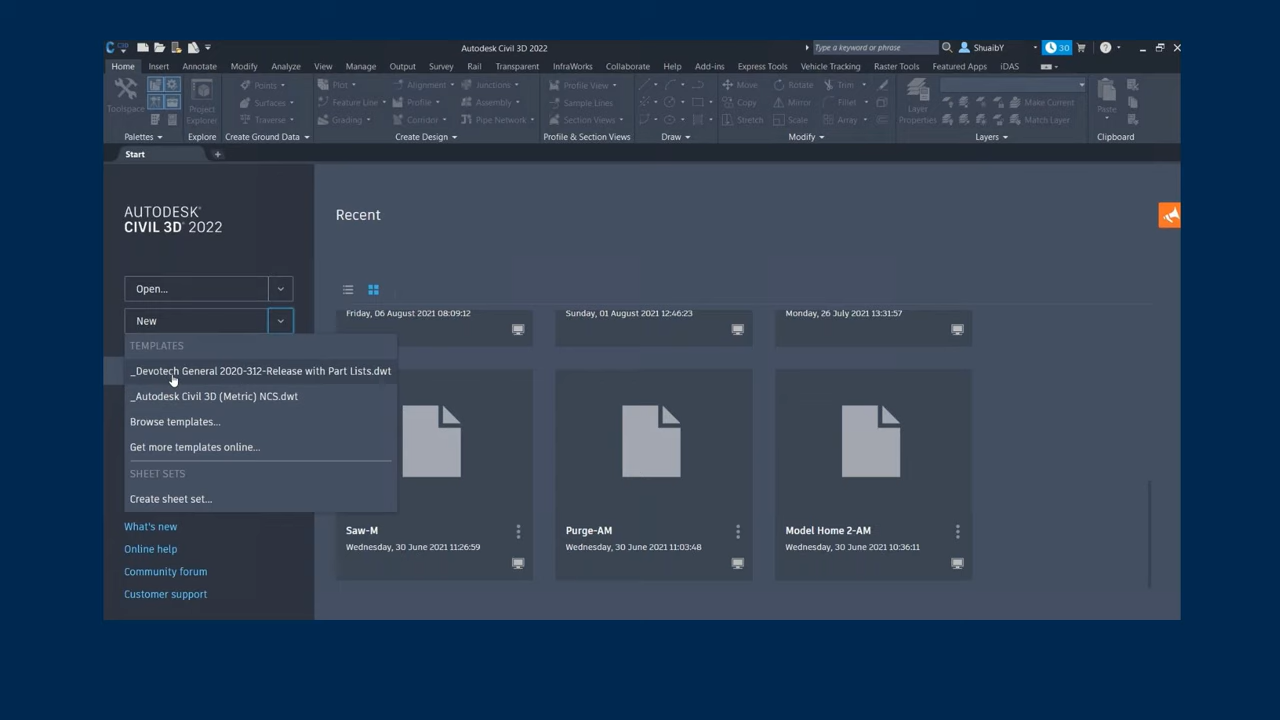 Autodesk Civil 3D 2022
Type a keyword or phrase
ShuaibY
30
Home Insert Annotate Modify Analyze View Manage Output Survey Rail Transparent InfraWorks Collaborate Help Add-ins Express Tools Vehicle Tracking Raster Tools Featured Apps iDAS
Toolspace
Palettes
Project Explorer
Explore
Points
Surfaces
Traverse
Create Ground Data
Plot
Feature Line
Grading
Alignment
Profile
Corridor
Junctions
Assembly
Pipe Network
Create Design
Profile View
Sample Lines
Section Views
Profile & Section Views
Draw
Move
Copy
Stretch
Rotate
Mirror
Scale
Trim
Fillet
Array
Modify
Layer Properties
Make Current
Match Layer
Layers
Paste
Clipboard
Start
AUTODESK®
CIVIL 3D® 2022
Open...
New
TEMPLATES
_Devotech General 2020-312-Release with Part Lists.dwt
_Autodesk Civil 3D (Metric) NCS.dwt
Browse templates...
Get more templates online...
SHEET SETS
Create sheet set...
What's new
Online help
Community forum
Customer support
Recent
Friday, 06 August 2021 08:09:12
Sunday, 01 August 2021 12:46:23
Monday, 26 July 2021 13:31:57
Saw-M
Wednesday, 30 June 2021 11:26:59
Purge-AM
Wednesday, 30 June 2021 11:03:48
Model Home 2-AM
Wednesday, 30 June 2021 10:36:11